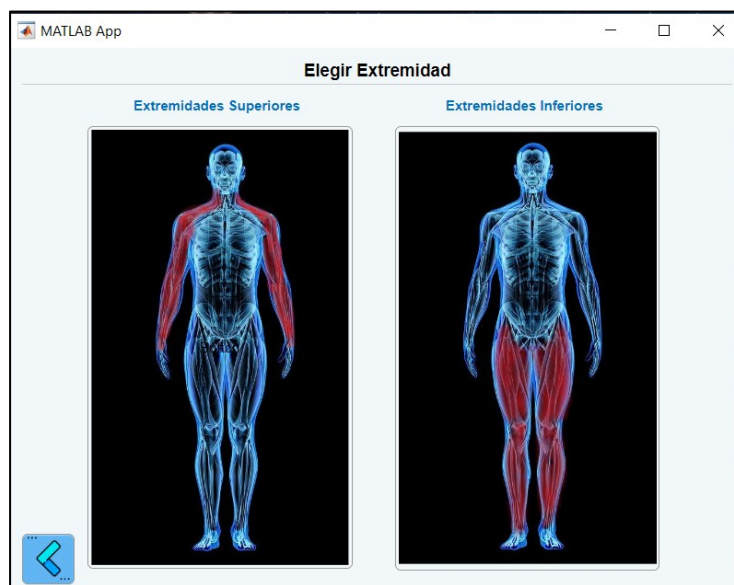 MATLAB App
Elegir Extremidad
Extremidades Superiores
Extremidades Inferiores